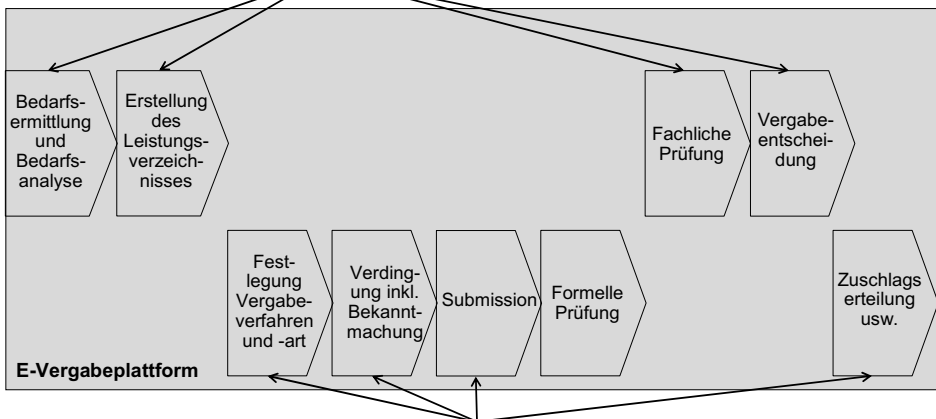 Bedarfs-
ermittlung
und
Bedarfs-
analyse
Erstellung
des
Leistungs-
verzeich-
nisses
Fachliche
Prüfung
Vergabe-
entschei-
dung
Fest-
legung
Vergabe-
verfahren
und -art
Verding-
ung inkl.
Bekannt-
machung
Submission
Formelle
Prüfung
Zuschlags
erteilung
usw.
E-Vergabeplattform